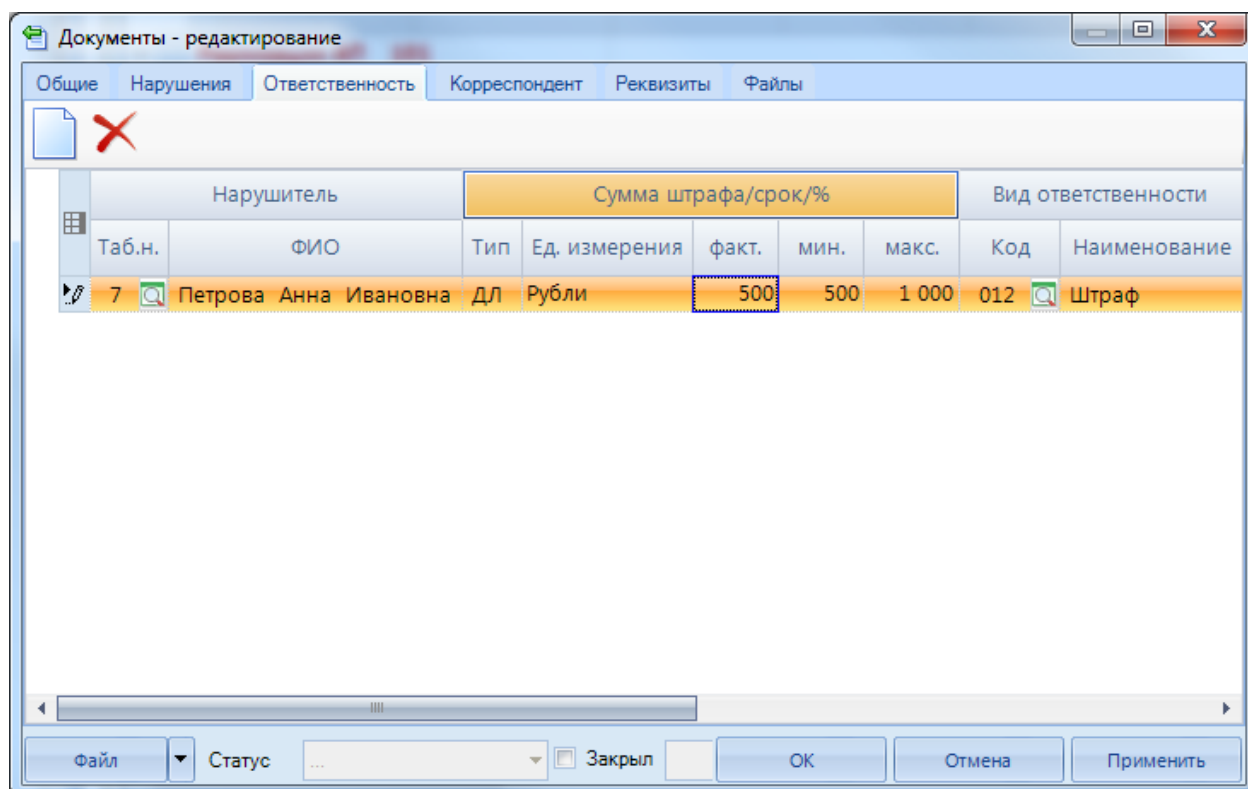 Документы - редактирование
Общие Нарушения Ответственность Корреспондент Реквизиты Файлы
Нарушитель Сумма штрафа/срок/% Вид ответственности
Таб.н. ФИО Тип Ед. измерения факт. мин. макс. Код Наименование
7 Петрова Анна Ивановна ДЛ Рубли 500 500 1 000 012 Штраф
Файл Статус ... Закрыл ОК Отмена Применить